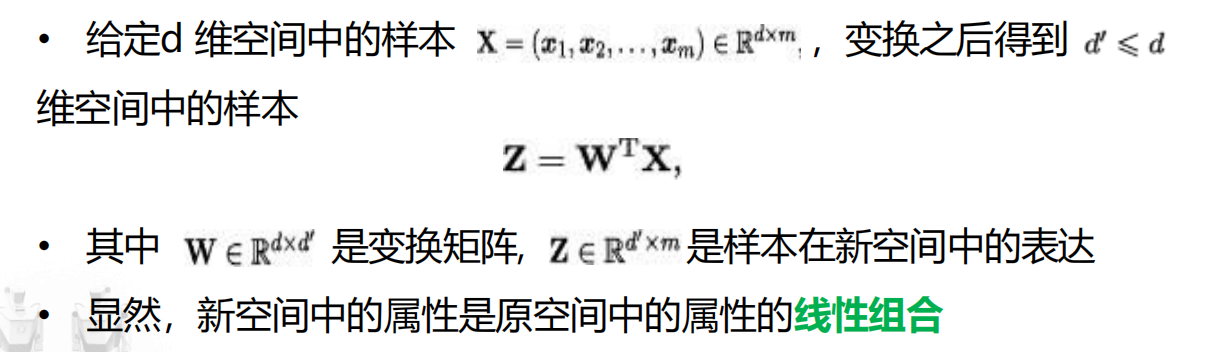 • 给定d 维空间中的样本 X = (x₁, x₂, ..., xₘ) ∈ ℝ^{d×m}, ，变换之后得到 d′ ⩽ d
维空间中的样本
Z = WᵀX,
• 其中 W ∈ ℝ^{d×d′} 是变换矩阵, Z ∈ ℝ^{d′×m} 是样本在新空间中的表达
• 显然，新空间中的属性是原空间中的属性的线性组合